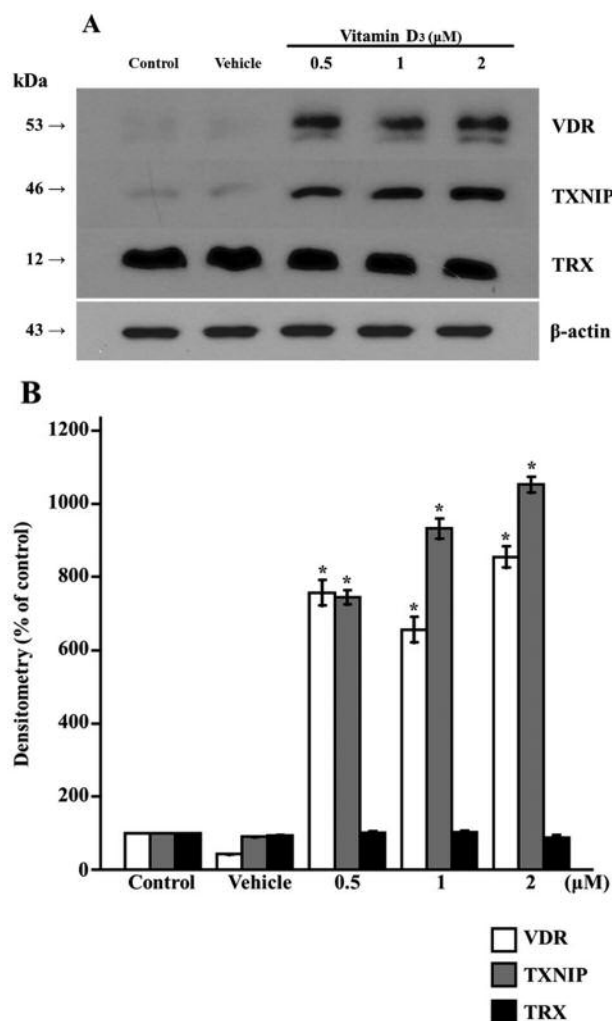 A
Vitamin D₃ (μM)
Control Vehicle 0.5 1 2
kDa
53 → VDR
46 → TXNIP
12 → TRX
43 → β-actin
B
Densitometry (% of control)
1200
1000
800
600
400
200
0
* * * * * *
Control Vehicle 0.5 1 2 (μM)
VDR
TXNIP
TRX